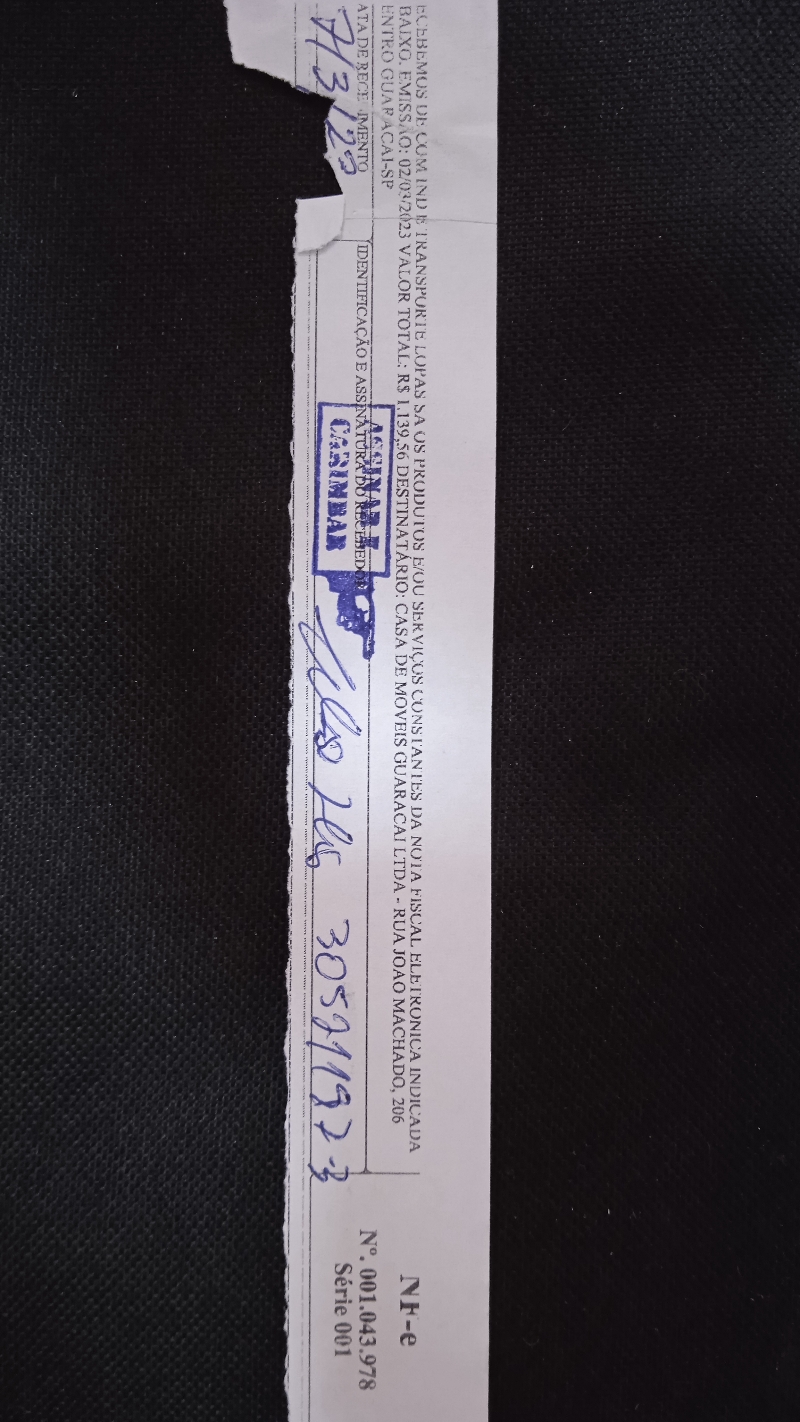 ECEBEMOS DE COM IND E TRANSPORTE LOPAS SA OS PRODUTOS E/OU SERVIÇOS CONSTANTES DA NOTA FISCAL ELETRONICA INDICADA
BAIXO. EMISSÃO: 02/03/2023 VALOR TOTAL: R$ 1.139,56 DESTINATÁRIO: CASA DE MOVEIS GUARACAI LTDA - RUA JOAO MACHADO, 206
ENTRO GUARACAI-SP
NF-e
Nº. 001.043.978
Série 001
ATA DE RECEBIMENTO
IDENTIFICAÇÃO E ASSINATURA DO RECEBEDOR
7/3/23
ASSINAR E
CARIMBAR